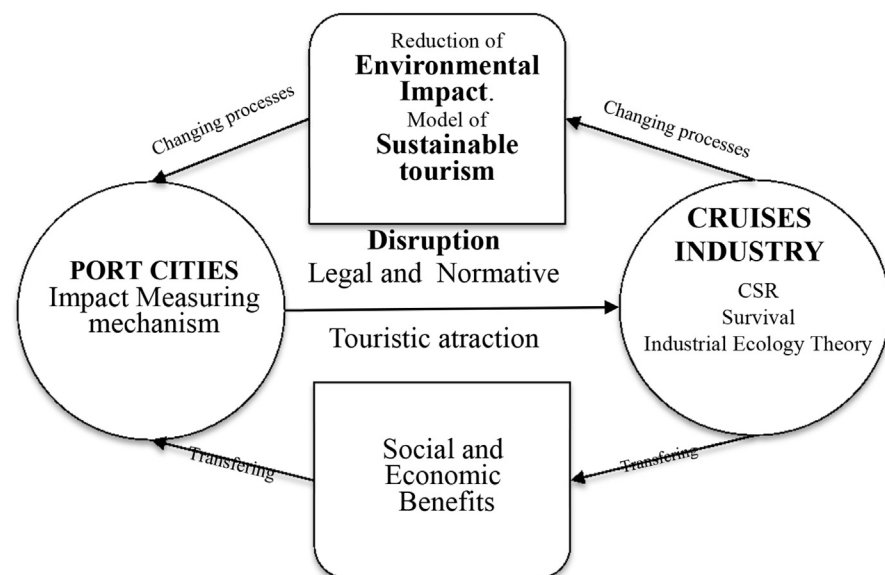 Reduction of
Environmental
Impact.
Model of
Sustainable
tourism
Changing processes
Changing processes
PORT CITIES
Impact Measuring
mechanism
Disruption
Legal and Normative
Touristic atraction
CRUISES
INDUSTRY
CSR
Survival
Industrial Ecology Theory
Social and
Economic
Benefits
Transfering
Transfering